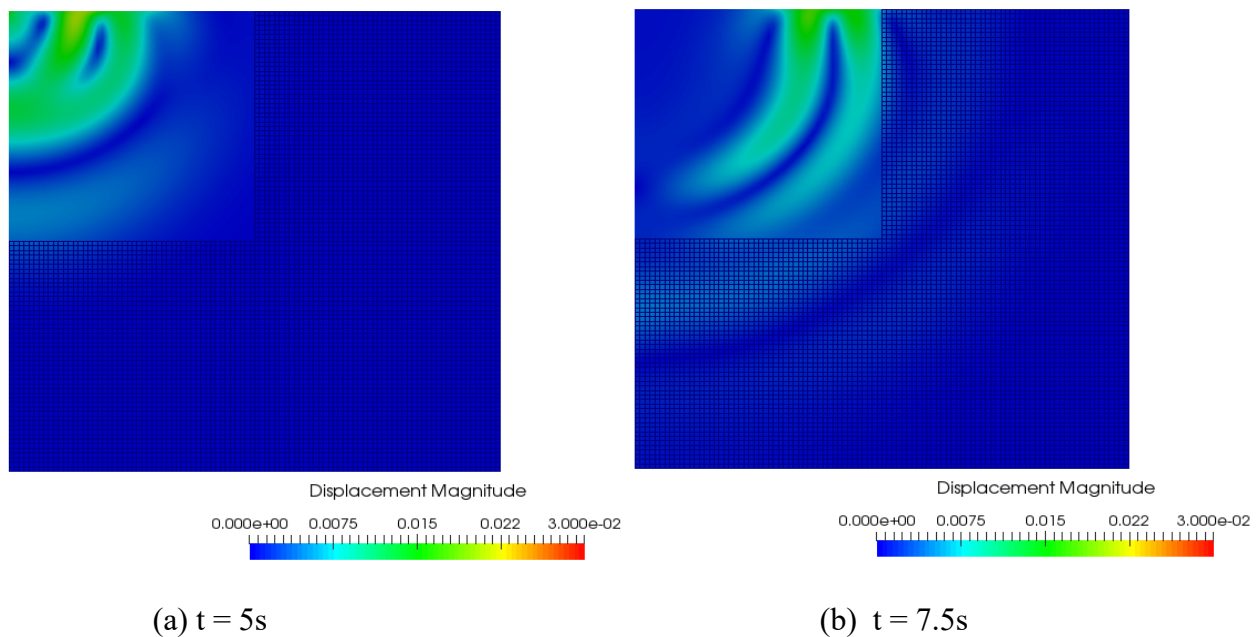 Displacement Magnitude
0.000e+00 0.0075 0.015 0.022 3.000e-02
(a) t = 5s
Displacement Magnitude
0.000e+00 0.0075 0.015 0.022 3.000e-02
(b) t = 7.5s